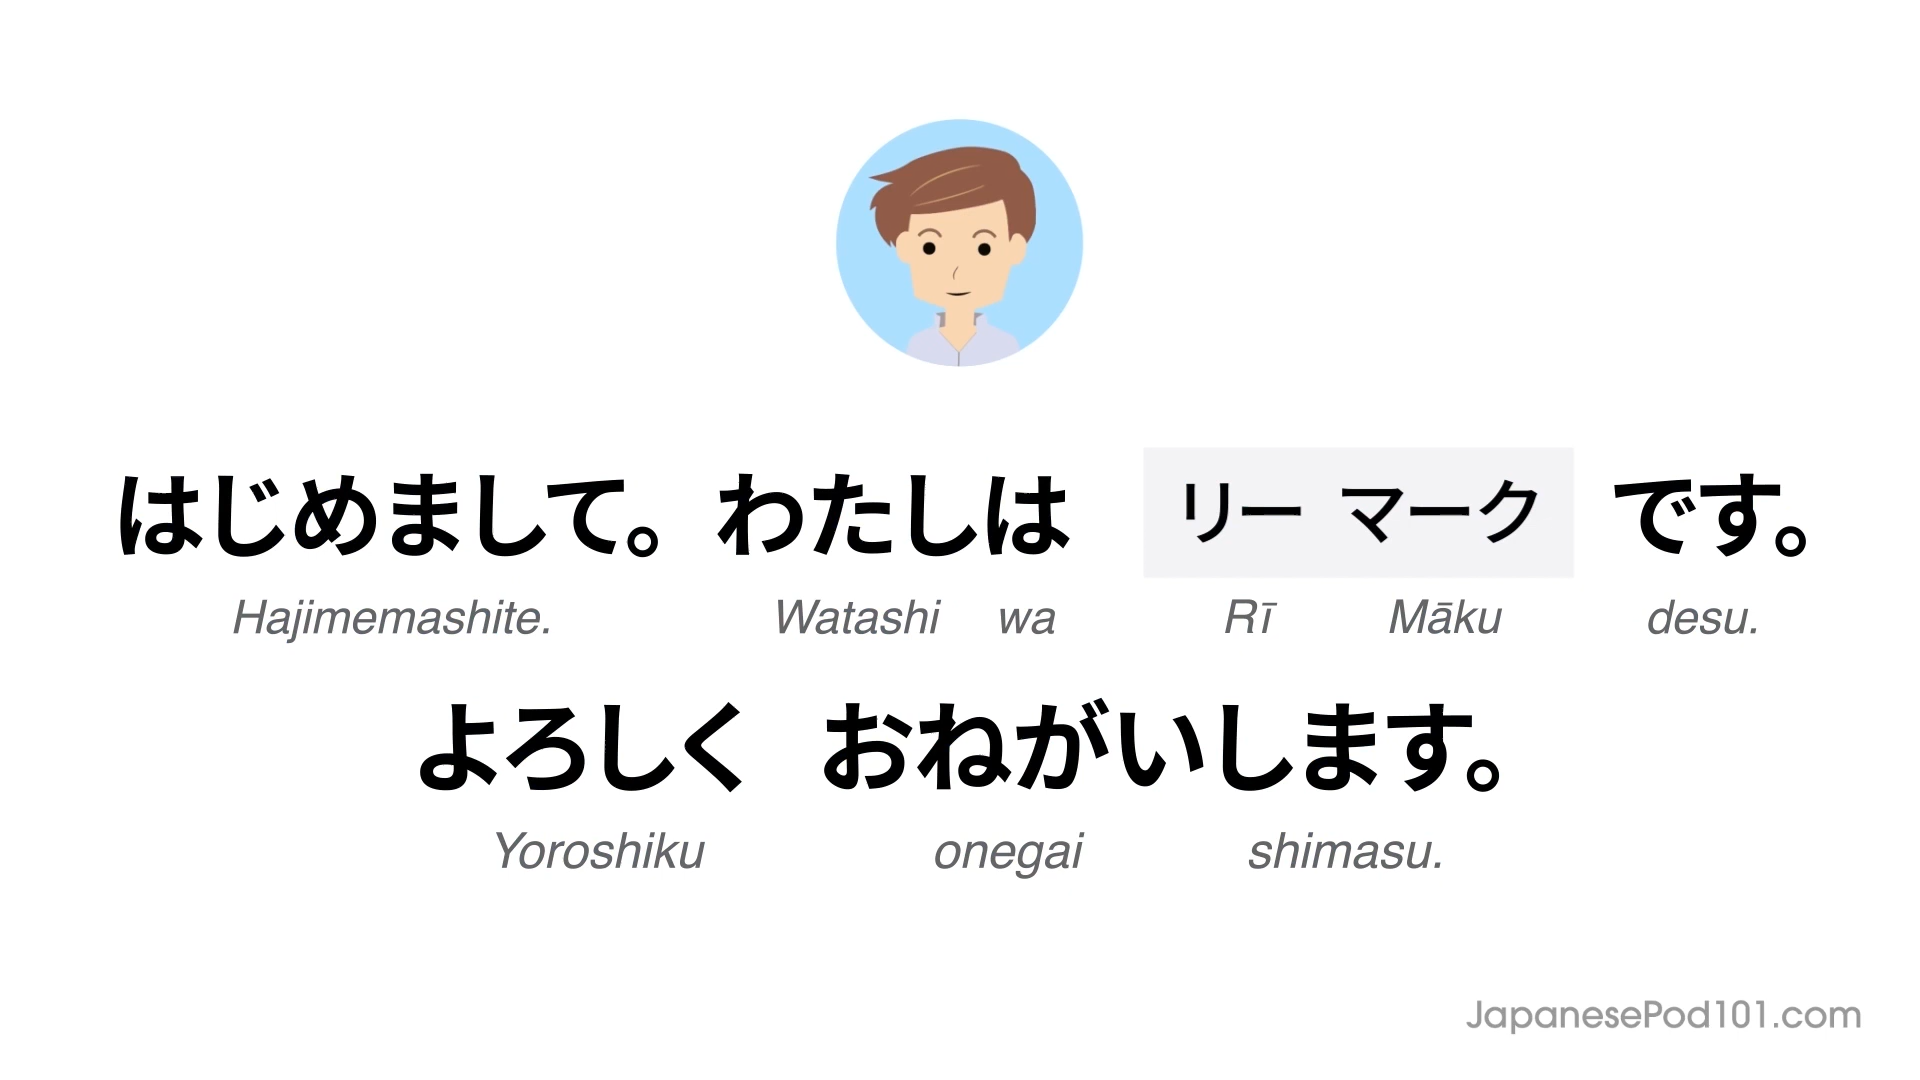 はじめまして。 わたしは リー マーク です。
Hajimemashite. Watashi wa Rī Māku desu.
よろしく おねがいします。
Yoroshiku onegai shimasu.
JapanesePod101.com